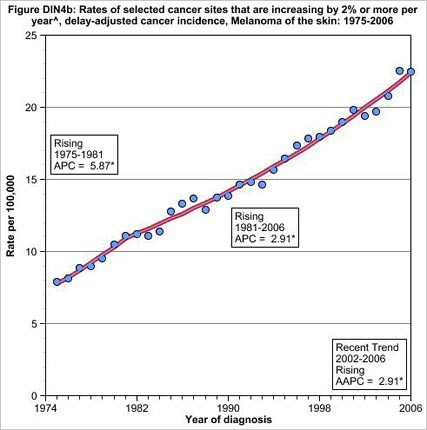 Figure DIN4b: Rates of selected cancer sites that are increasing by 2% or more per
year^, delay-adjusted cancer incidence, Melanoma of the skin: 1975-2006
25
20
15
10
5
0
Rate per 100,000
Rising
1975-1981
APC = 5.87*
Rising
1981-2006
APC = 2.91*
Recent Trend
2002-2006
Rising
AAPC = 2.91*
1974
1982
1990
1998
2006
Year of diagnosis